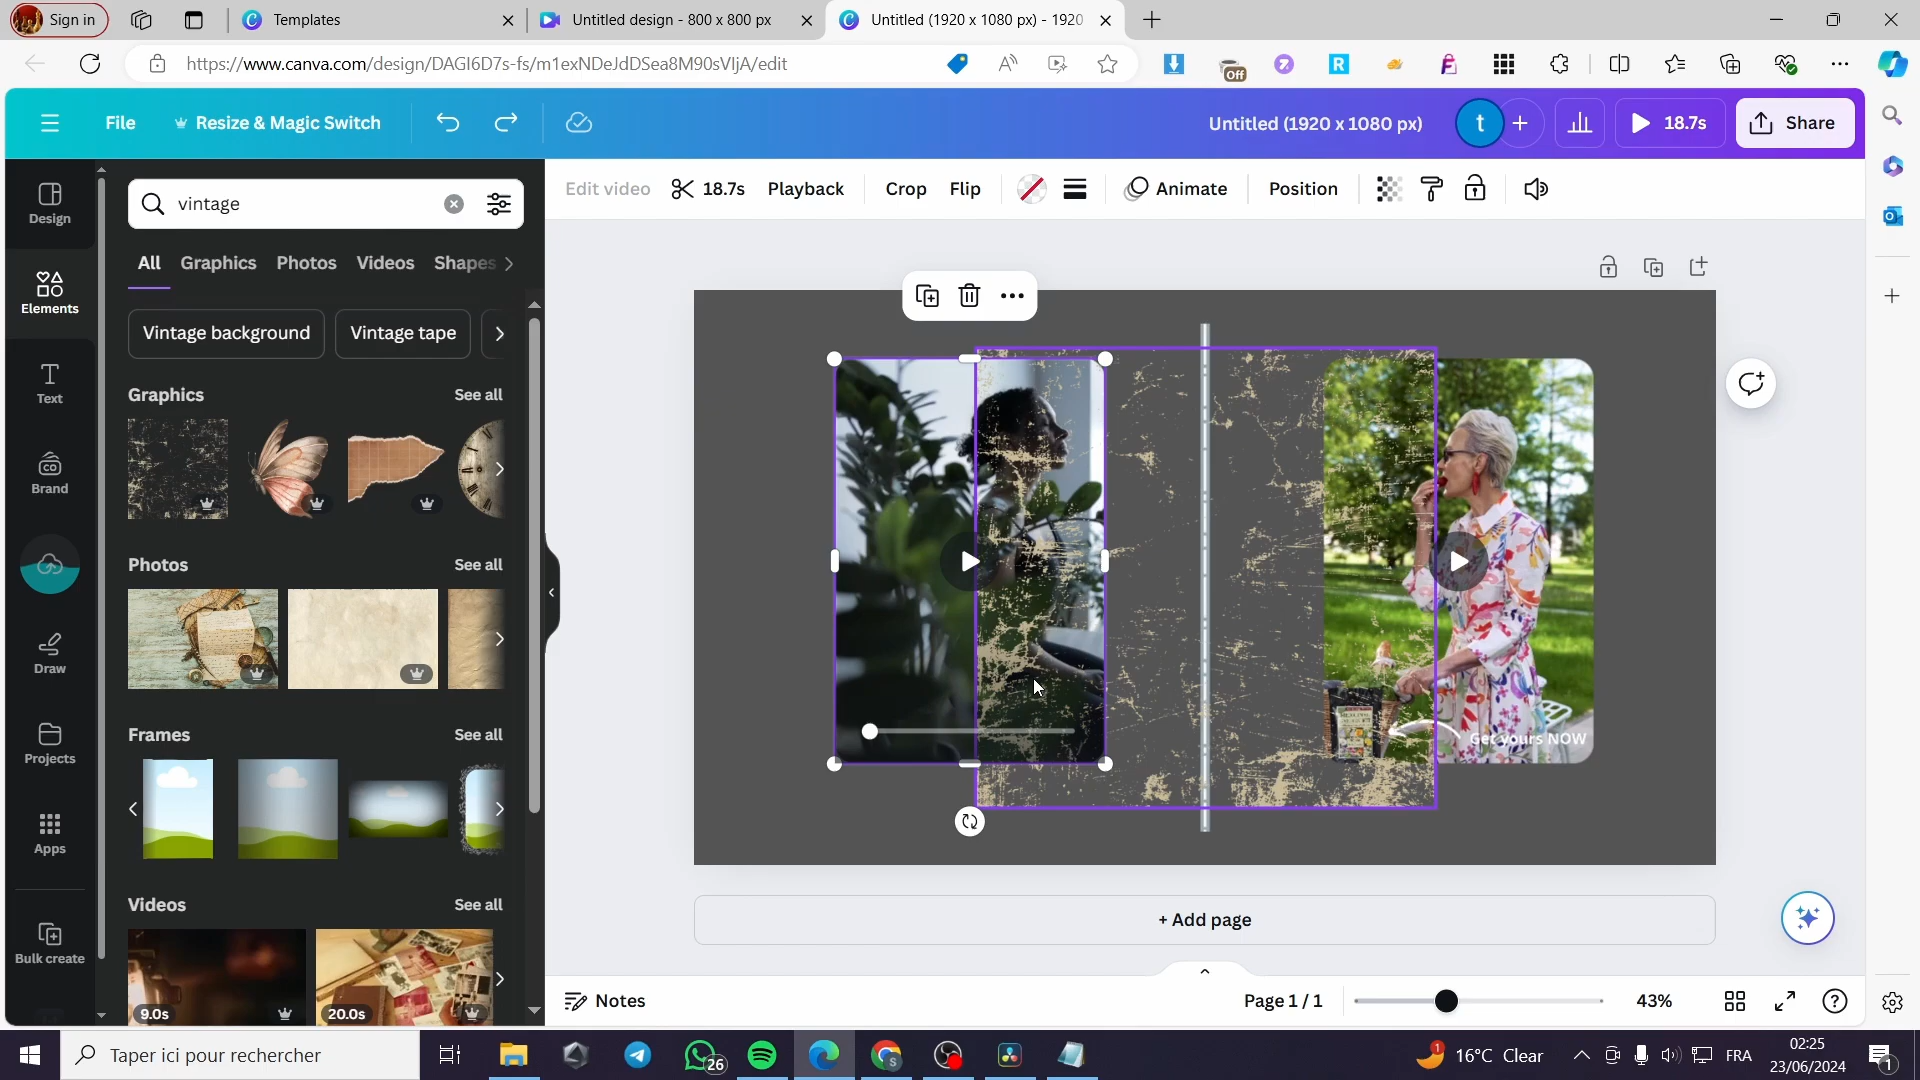 Sign in
Templates
Untitled design - 800 x 800 px
Untitled (1920 x 1080 px) - 1920
https://www.canva.com/design/DAGI6D7s-fs/m1exNDeJdDSea8M90sVljA/edit
Off
File
Resize & Magic Switch
Untitled (1920 x 1080 px)
t
18.7s
Share
Design
Elements
Text
Brand
Draw
Projects
Apps
Bulk create
vintage
All
Graphics
Photos
Videos
Shapes
Vintage background
Vintage tape
Graphics
See all
Photos
See all
Frames
See all
Videos
See all
9.0s
20.0s
Edit video
18.7s
Playback
Crop
Flip
Animate
Position
Get yours NOW
+ Add page
Notes
Page 1 / 1
43%
Taper ici pour rechercher
26
1
16°C Clear
FRA
02:25
23/06/2024
1